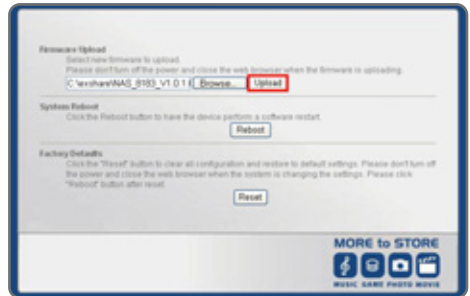 Firmware Upload
Select new firmware to upload.
Please don't turn off the power and close the web browser when the firmware is uploading.
NAS_8183_V1.0.1 Browse... Upload
System Reboot
Click the Reboot button to have the device perform a software restart.
Reboot
Factory Defaults
Click the "Reset" button to clear all configuration and restore to default settings. Please don't turn off
the power and close the web browser when the system is changing the settings. Please click
"Reboot" button after reset.
Reset
MORE to STORE
MUSIC GAME PHOTO MOVIE